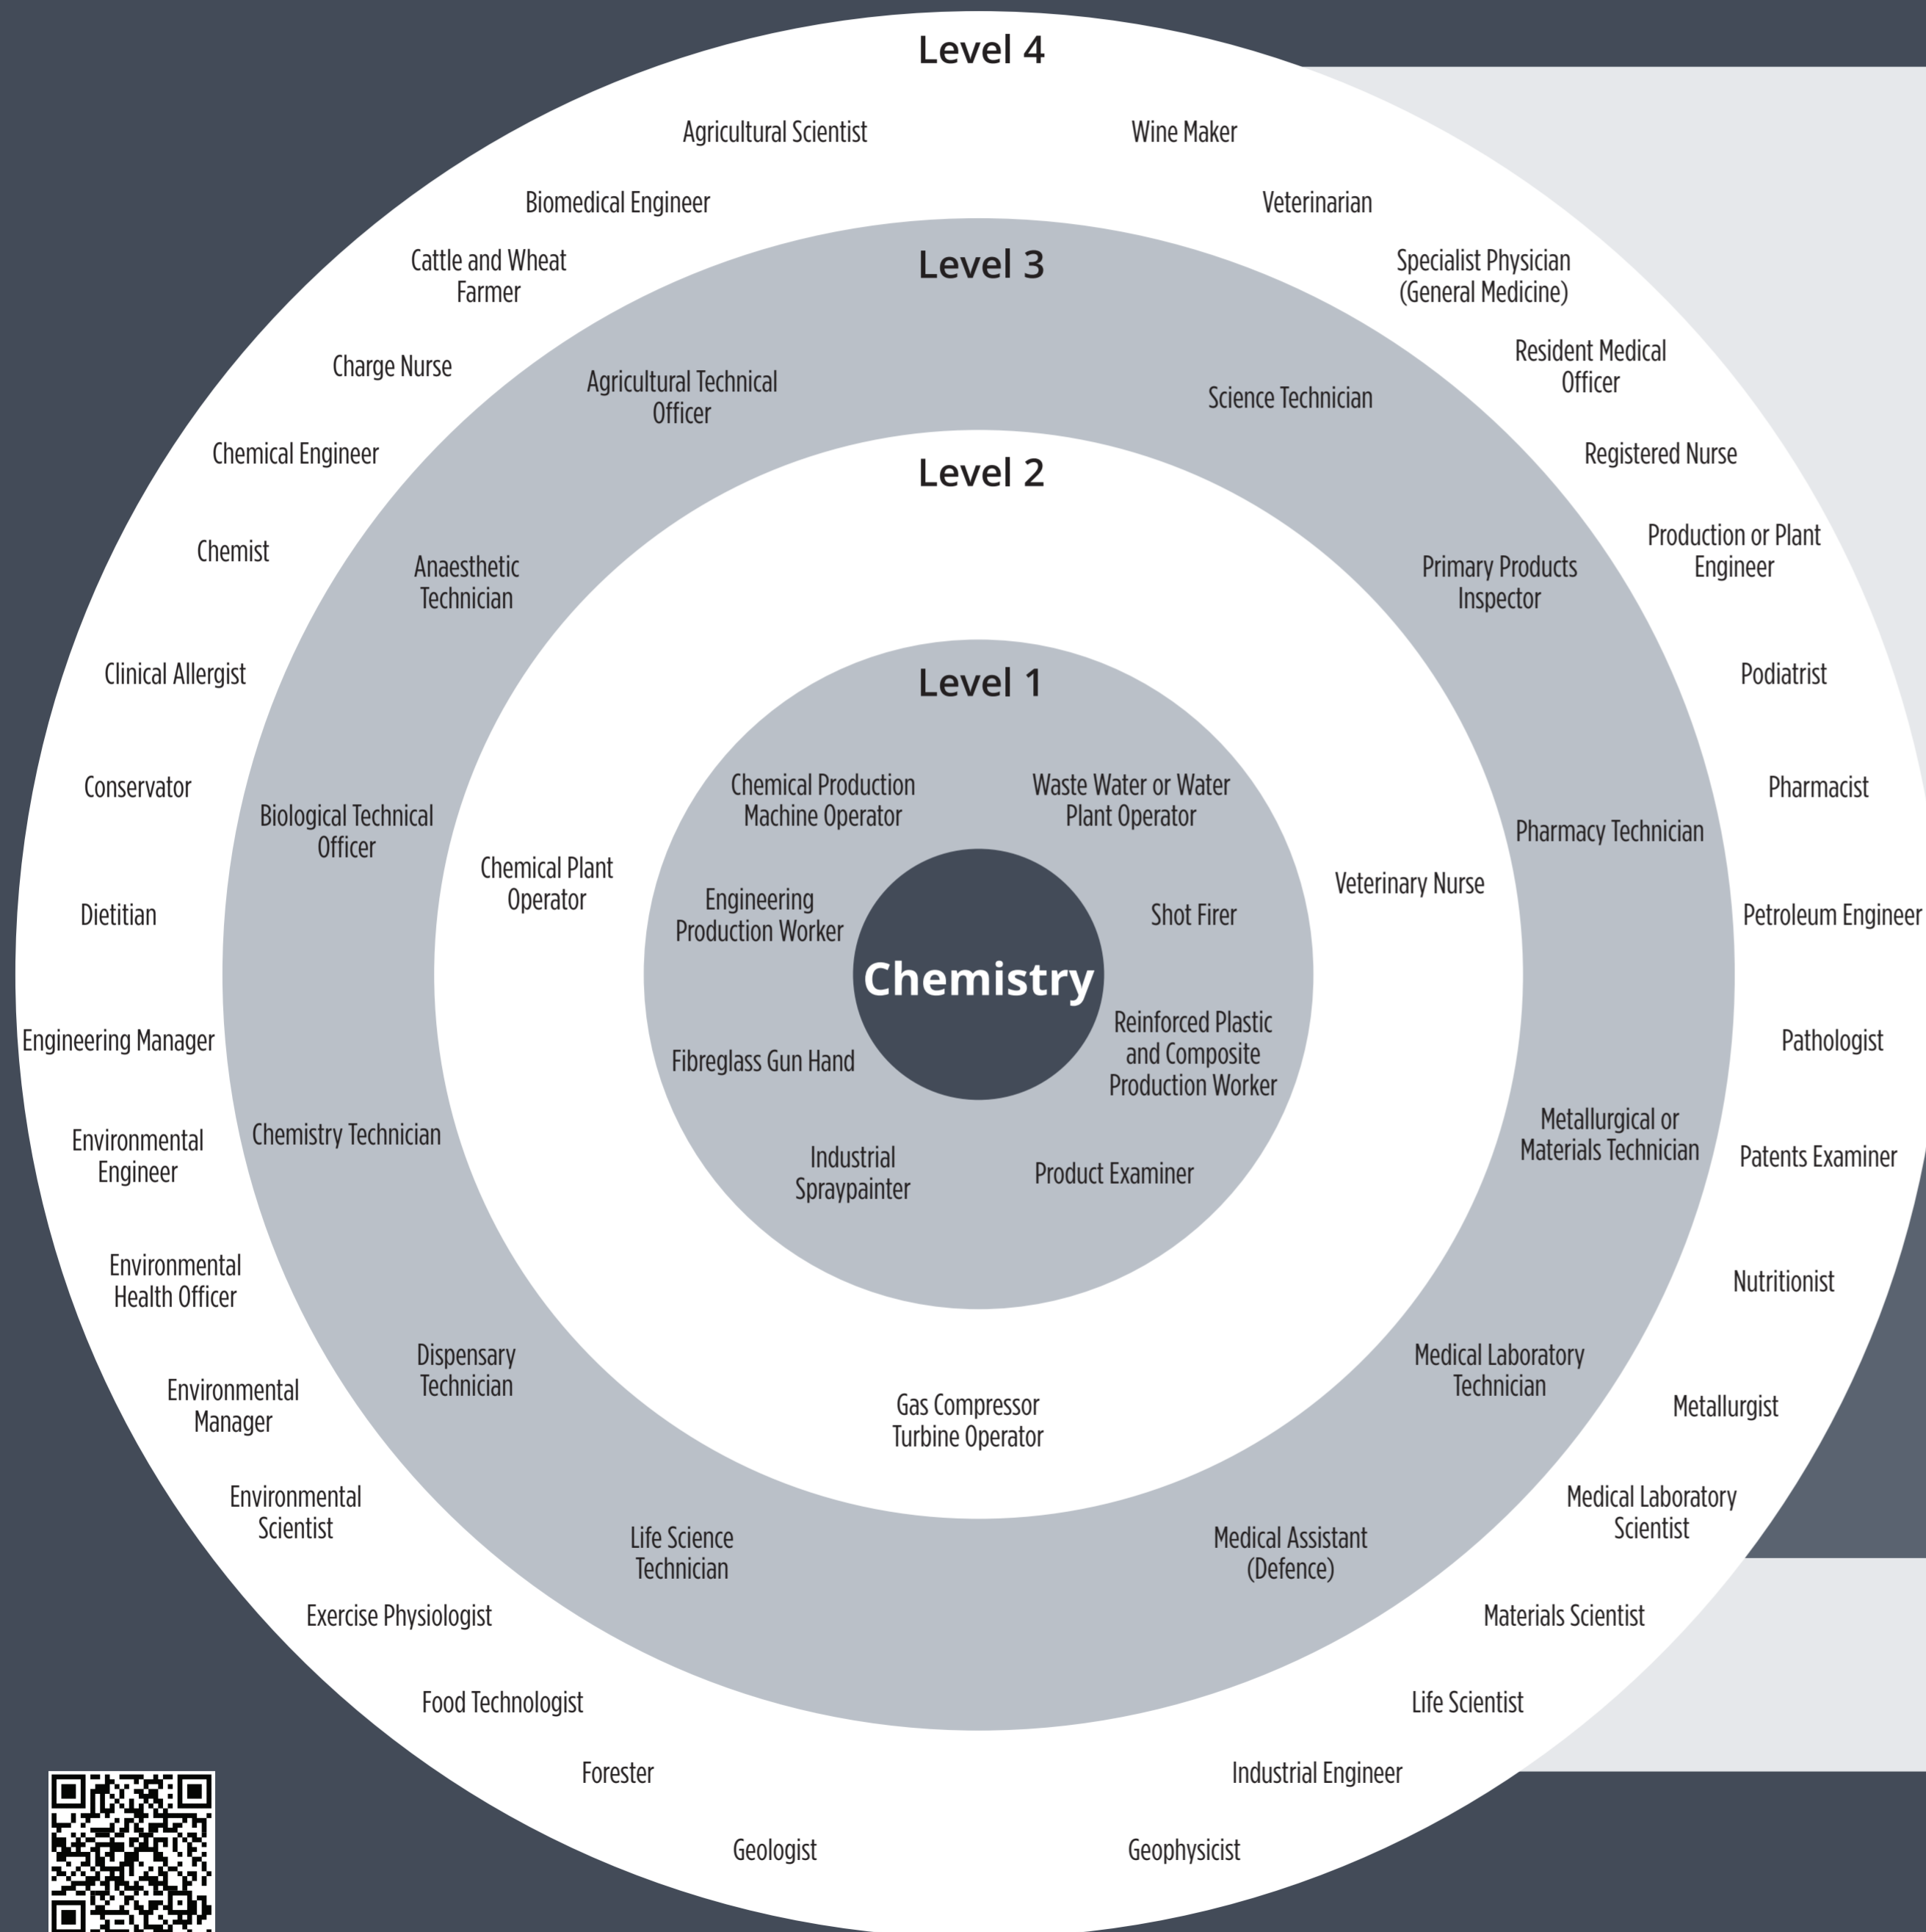 Level 4
Agricultural Scientist
Wine Maker
Biomedical Engineer
Veterinarian
Cattle and Wheat
Farmer
Specialist Physician
(General Medicine)
Charge Nurse
Resident Medical
Officer
Chemical Engineer
Registered Nurse
Chemist
Production or Plant
Engineer
Clinical Allergist
Podiatrist
Conservator
Pharmacist
Dietitian
Petroleum Engineer
Engineering Manager
Pathologist
Environmental
Engineer
Patents Examiner
Environmental
Health Officer
Nutritionist
Environmental
Manager
Metallurgist
Environmental
Scientist
Medical Laboratory
Scientist
Exercise Physiologist
Materials Scientist
Food Technologist
Life Scientist
Forester
Industrial Engineer
Geologist
Geophysicist
Level 3
Agricultural Technical
Officer
Science Technician
Anaesthetic
Technician
Primary Products
Inspector
Biological Technical
Officer
Pharmacy Technician
Chemistry Technician
Metallurgical or
Materials Technician
Dispensary
Technician
Medical Laboratory
Technician
Life Science
Technician
Medical Assistant
(Defence)
Level 2
Chemical Plant
Operator
Veterinary Nurse
Gas Compressor
Turbine Operator
Level 1
Chemical Production
Machine Operator
Waste Water or Water
Plant Operator
Engineering
Production Worker
Shot Firer
Fibreglass Gun Hand
Reinforced Plastic
and Composite
Production Worker
Industrial
Spraypainter
Product Examiner
Chemistry